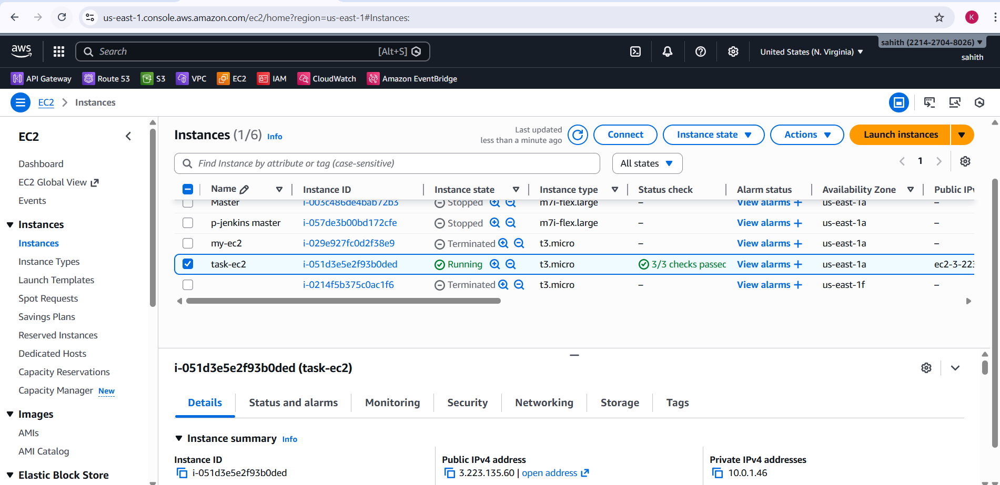 us-east-1.console.aws.amazon.com/ec2/home?region=us-east-1#Instances:
K
aws
Search
[Alt+S]
United States (N. Virginia)
sahith (2214-2704-8026)
sahith
API Gateway
Route 53
S3
VPC
EC2
IAM
CloudWatch
Amazon EventBridge
EC2
Instances
EC2
Dashboard
EC2 Global View
Events
Instances
Instances
Instance Types
Launch Templates
Spot Requests
Savings Plans
Reserved Instances
Dedicated Hosts
Capacity Reservations
Capacity Manager New
Images
AMIs
AMI Catalog
Elastic Block Store
Instances (1/6) Info
Last updated
less than a minute ago
Connect
Instance state
Actions
Launch instances
Find Instance by attribute or tag (case-sensitive)
All states
1
Name Instance ID Instance state Instance type Status check Alarm status Availability Zone Public IPv
Master i-003c486de4bab72b3 Stopped m7i-flex.large – View alarms + us-east-1a –
p-jenkins master i-057de3b00bd172cfe Stopped m7i-flex.large – View alarms + us-east-1a –
my-ec2 i-029e927fc0d2f38e9 Terminated t3.micro – View alarms + us-east-1a –
task-ec2 i-051d3e5e2f93b0ded Running t3.micro 3/3 checks passed View alarms + us-east-1a ec2-3-223
i-0214f5b375c0ac1f6 Terminated t3.micro – View alarms + us-east-1f –
i-051d3e5e2f93b0ded (task-ec2)
Details
Status and alarms
Monitoring
Security
Networking
Storage
Tags
Instance summary Info
Instance ID
i-051d3e5e2f93b0ded
Public IPv4 address
3.223.135.60 | open address
Private IPv4 addresses
10.0.1.46